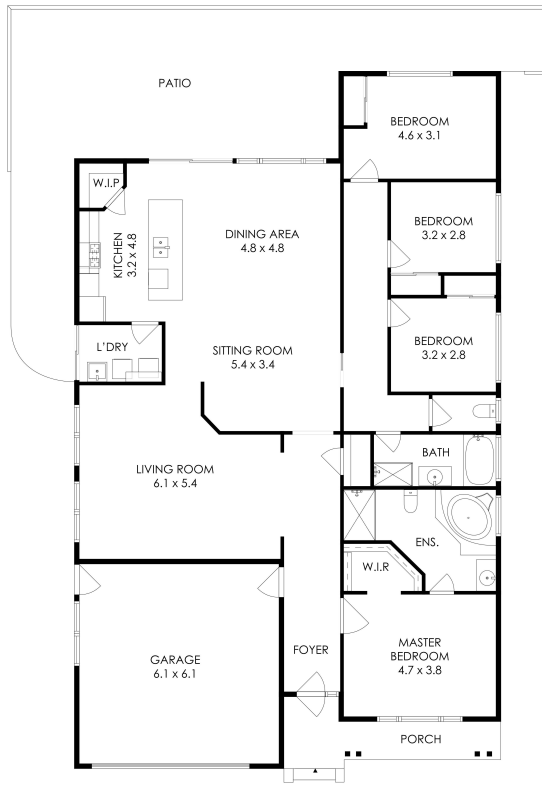 PATIO
BEDROOM
4.6 x 3.1
W.I.P
KITCHEN
3.2 x 4.8
DINING AREA
4.8 x 4.8
BEDROOM
3.2 x 2.8
L'DRY
SITTING ROOM
5.4 x 3.4
BEDROOM
3.2 x 2.8
LIVING ROOM
6.1 x 5.4
BATH
ENS.
W.I.R
GARAGE
6.1 x 6.1
FOYER
MASTER
BEDROOM
4.7 x 3.8
PORCH